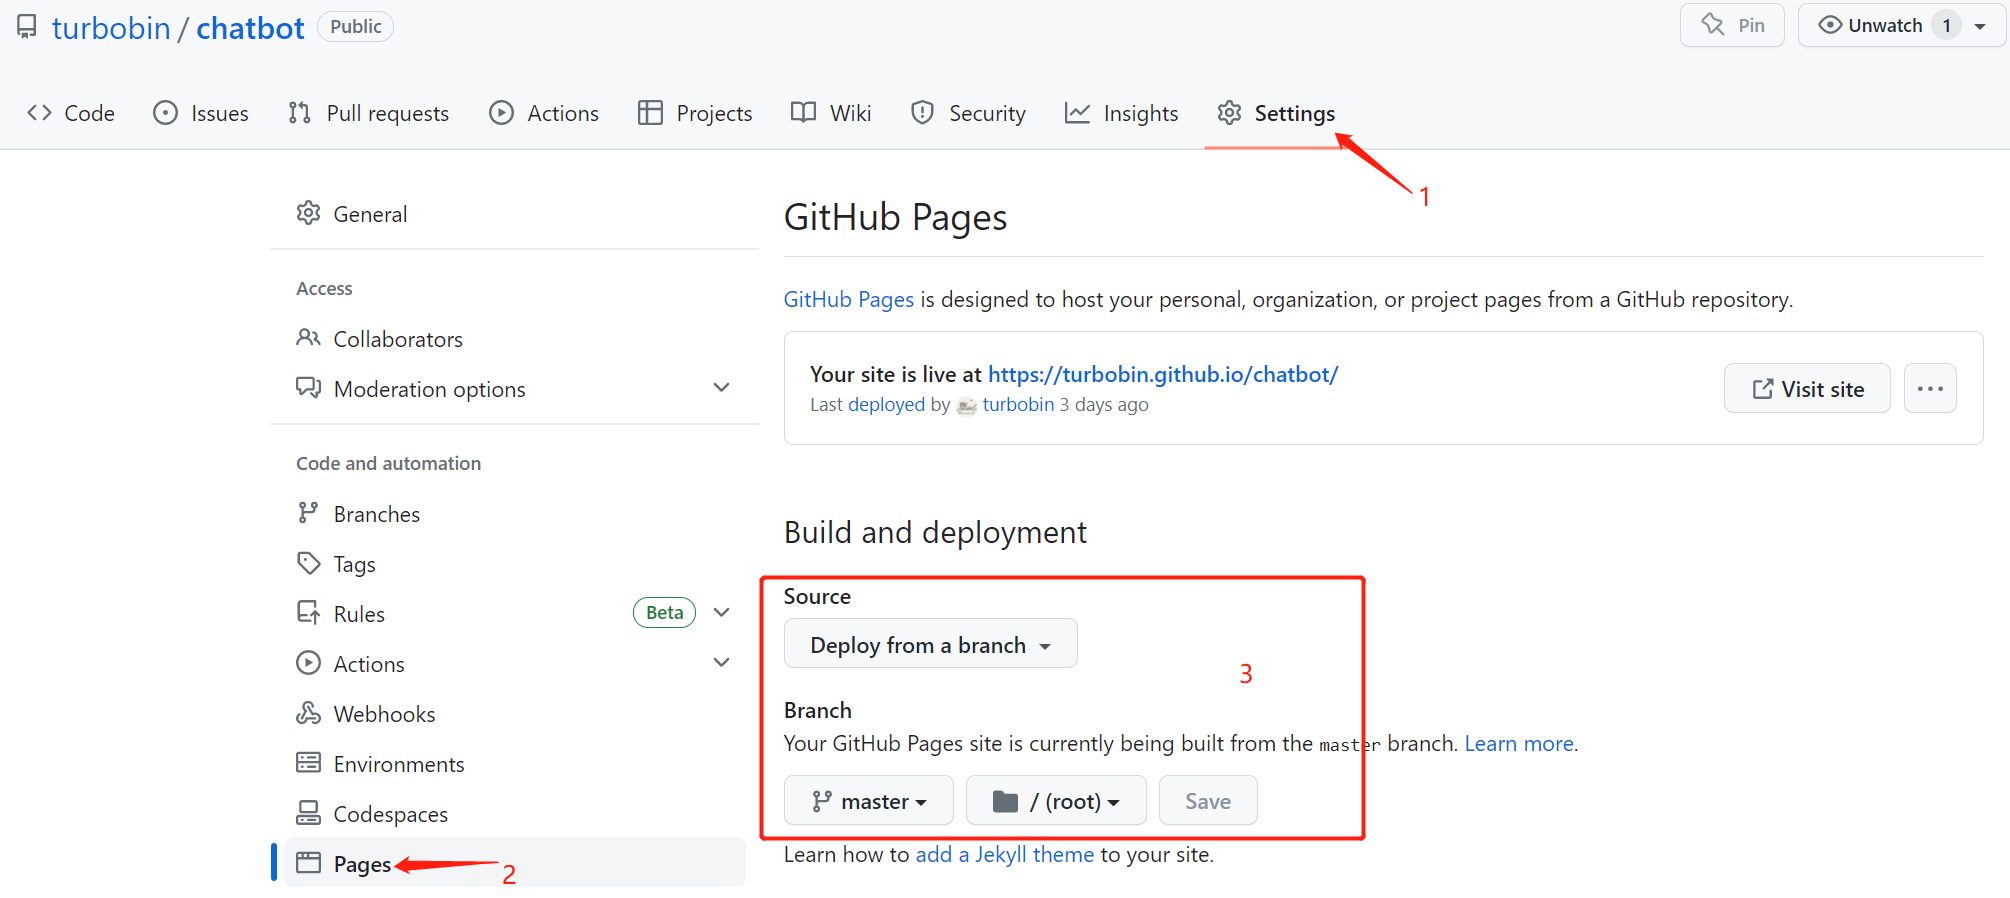 turbobin / chatbot Public
Pin
Unwatch 1
Code Issues Pull requests Actions Projects Wiki Security Insights Settings
1
General
Access
Collaborators
Moderation options
Code and automation
Branches
Tags
Rules Beta
Actions
Webhooks
Environments
Codespaces
Pages
2
GitHub Pages
GitHub Pages is designed to host your personal, organization, or project pages from a GitHub repository.
Your site is live at https://turbobin.github.io/chatbot/
Last deployed by turbobin 3 days ago
Visit site
Build and deployment
Source
Deploy from a branch
3
Branch
Your GitHub Pages site is currently being built from the master branch. Learn more.
master / (root) Save
Learn how to add a Jekyll theme to your site.